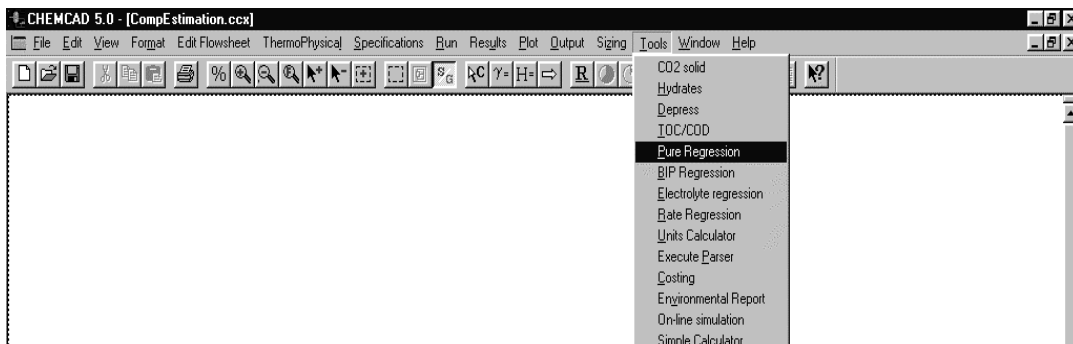 CHEMCAD 5.0 - [CompEstimation.ccx]
File Edit View Format Edit Flowsheet ThermoPhysical Specifications Run Results Plot Output Sizing Tools Window Help
% S/G RC γ= H= R ?
CO2 solid
Hydrates
Depress
TOC/COD
Pure Regression
BIP Regression
Electrolyte regression
Rate Regression
Units Calculator
Execute Parser
Costing
Environmental Report
On-line simulation
Simple Calculator